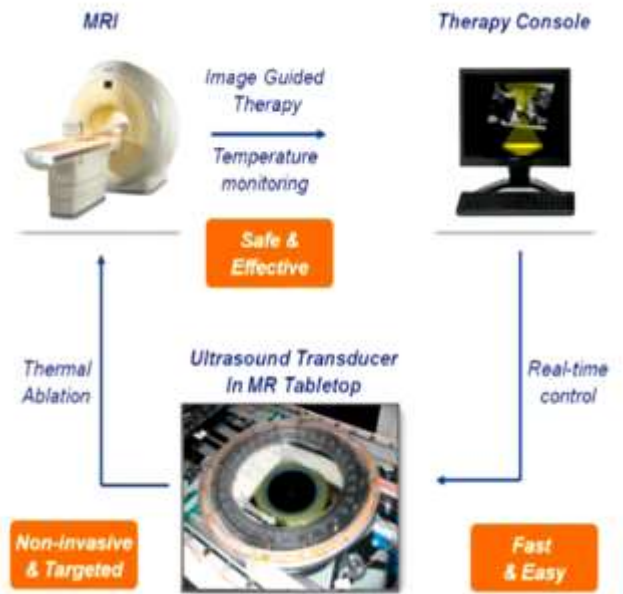 MRI
Therapy Console
Image Guided
Therapy
Temperature
monitoring
Safe &
Effective
Thermal
Ablation
Ultrasound Transducer
In MR Tabletop
Real-time
control
Non-invasive
& Targeted
Fast
& Easy